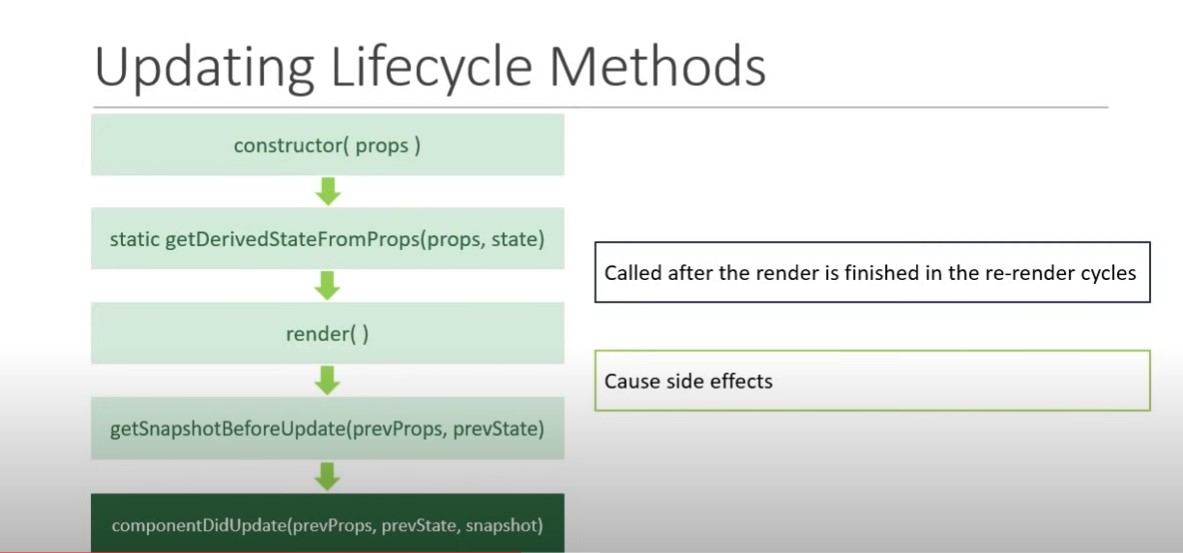 Updating Lifecycle Methods
constructor( props )
static getDerivedStateFromProps(props, state)
render( )
getSnapshotBeforeUpdate(prevProps, prevState)
componentDidUpdate(prevProps, prevState, snapshot)
Called after the render is finished in the re-render cycles
Cause side effects